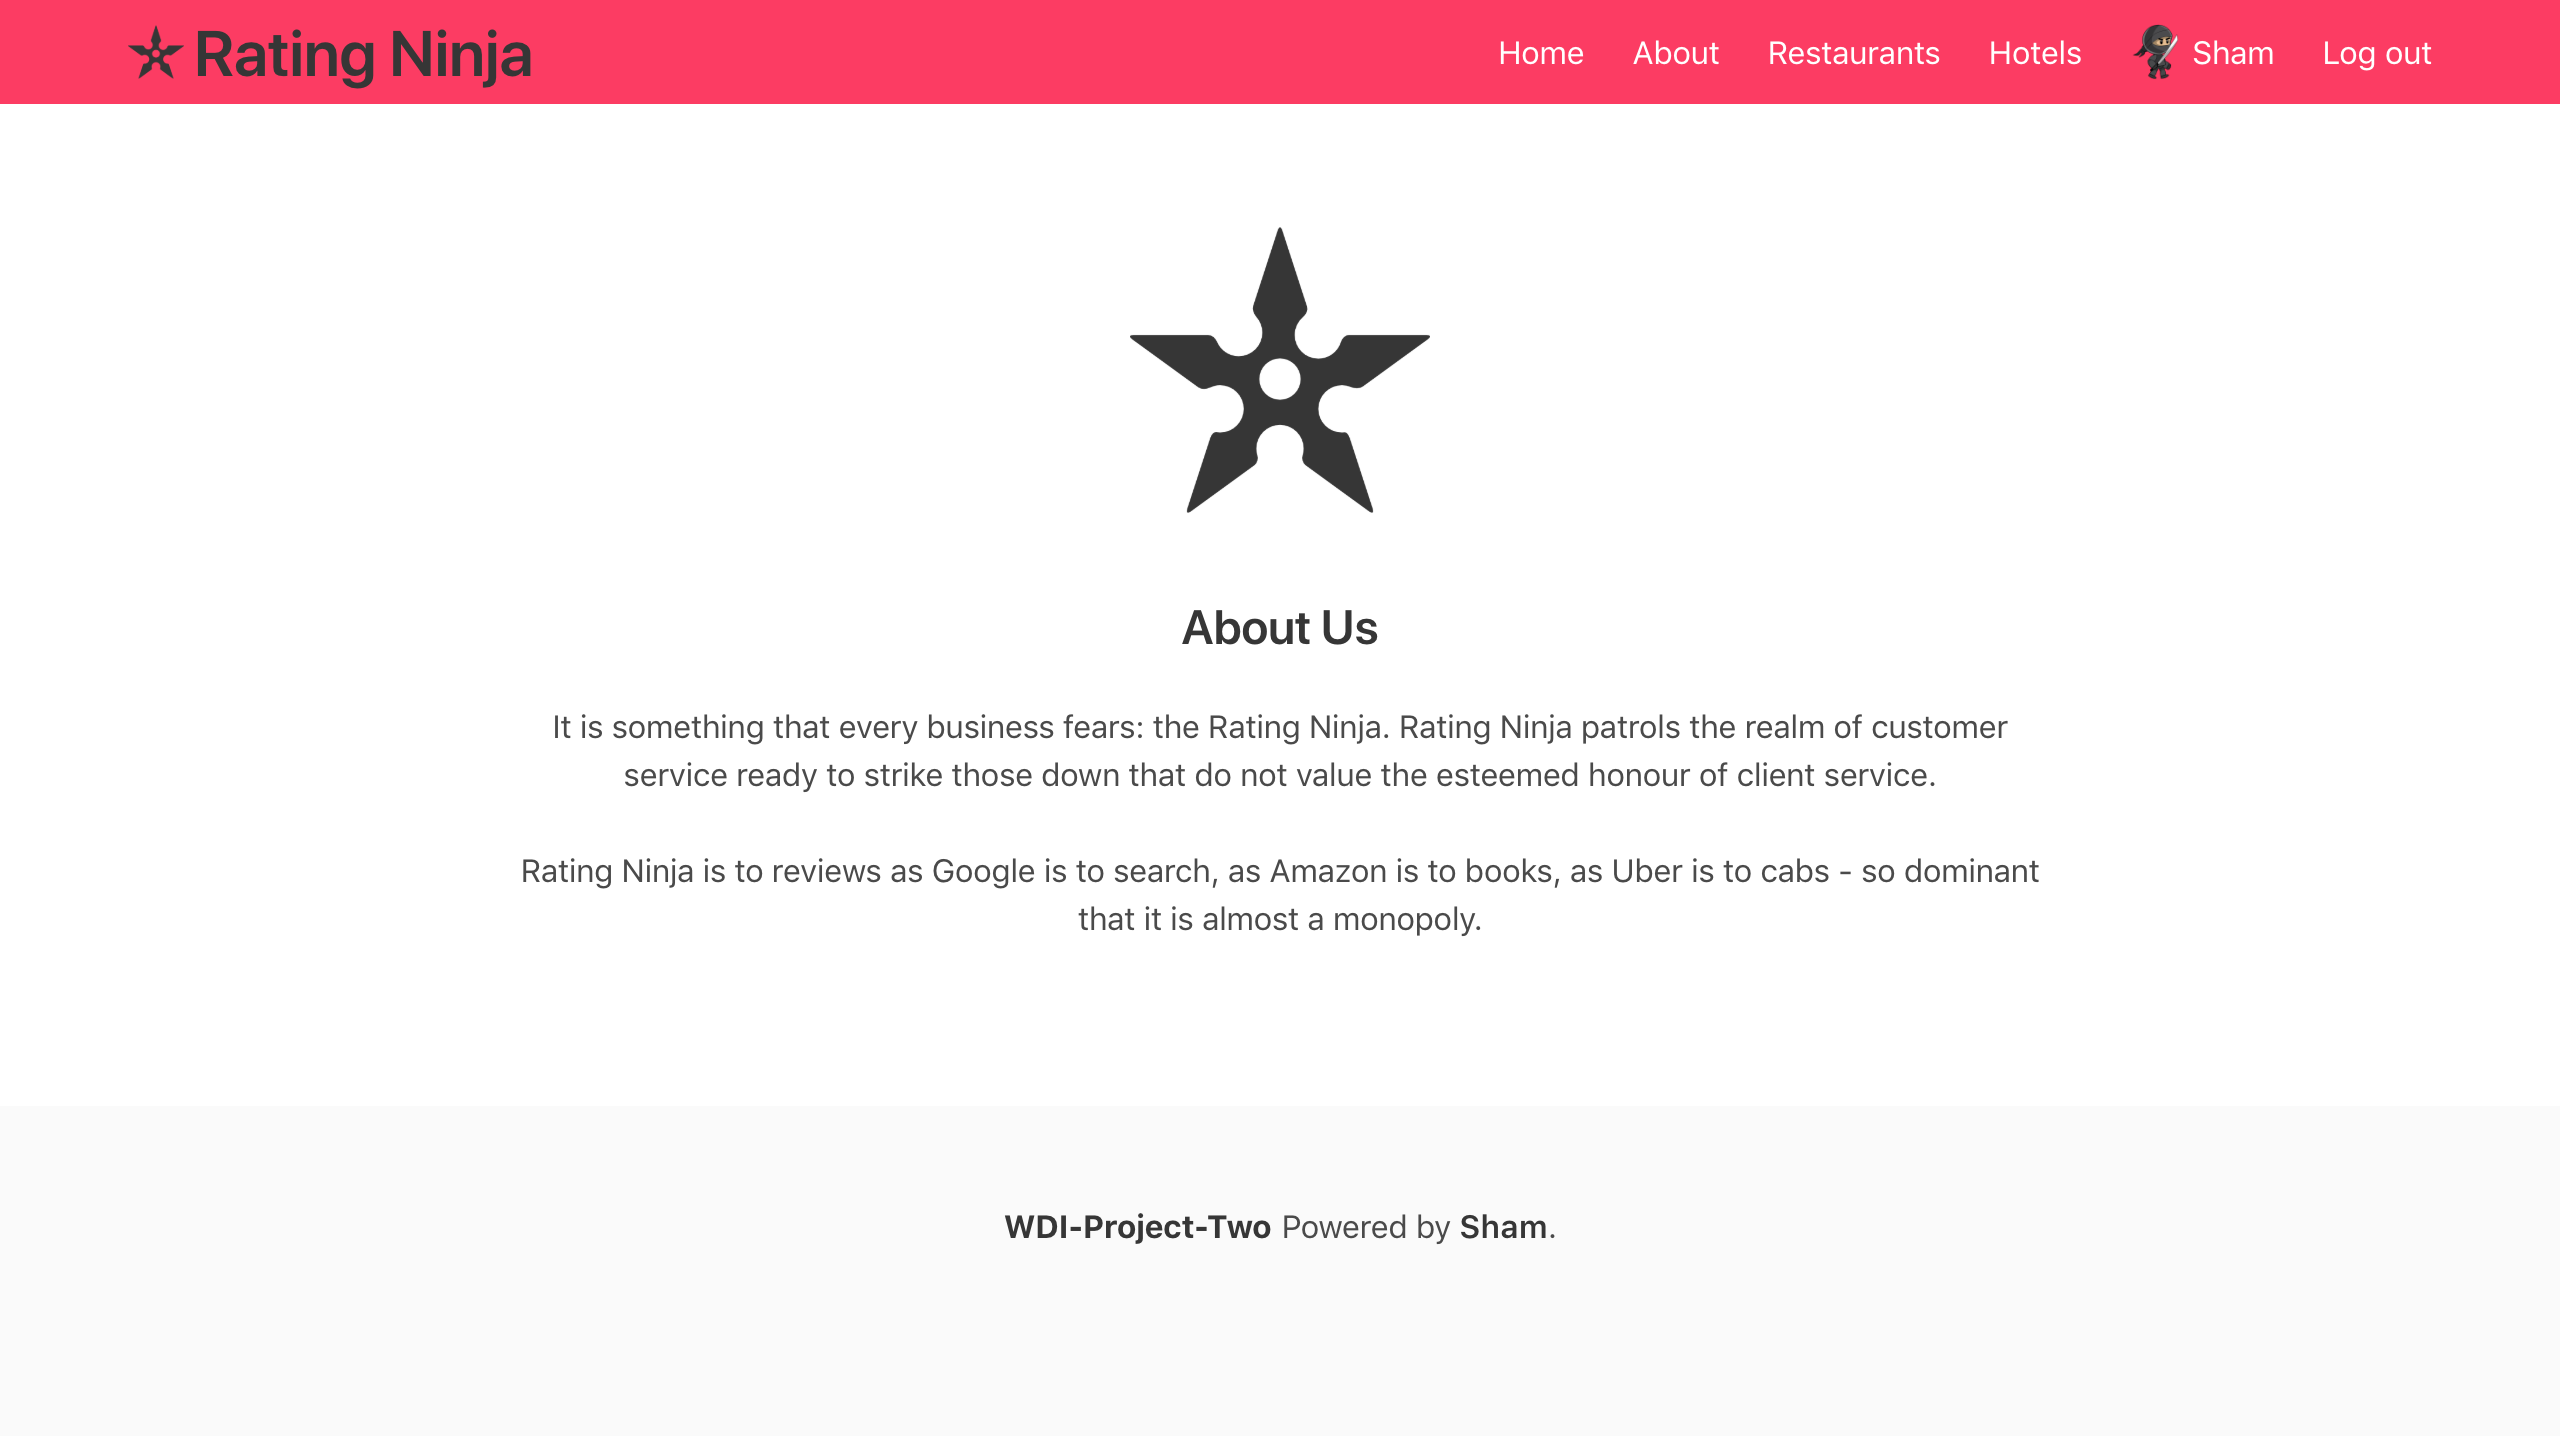 Rating Ninja
Home
About
Restaurants
Hotels
Sham
Log out
About Us
It is something that every business fears: the Rating Ninja. Rating Ninja patrols the realm of customer
service ready to strike those down that do not value the esteemed honour of client service.
Rating Ninja is to reviews as Google is to search, as Amazon is to books, as Uber is to cabs - so dominant
that it is almost a monopoly.
WDI-Project-Two Powered by Sham.